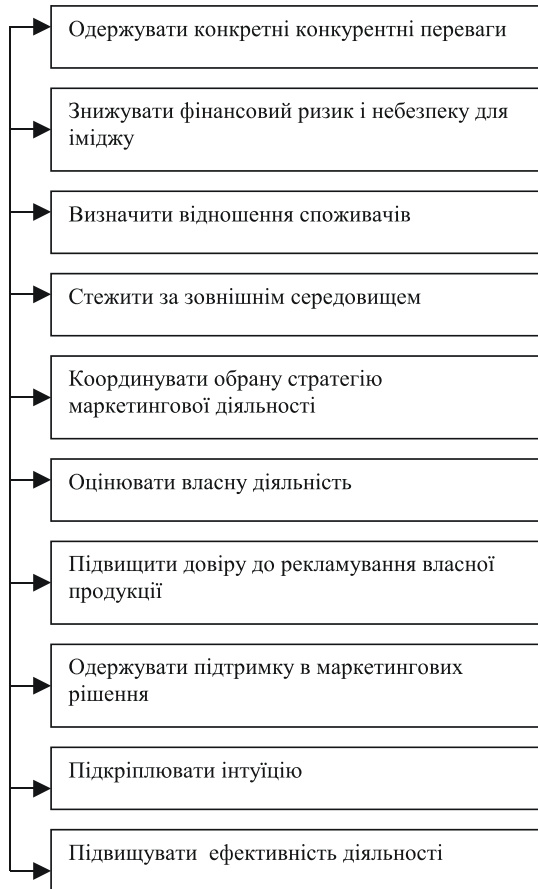 Одержувати конкретні конкурентні переваги
Знижувати фінансовий ризик і небезпеку для
іміджу
Визначити відношення споживачів
Стежити за зовнішнім середовищем
Координувати обрану стратегію
маркетингової діяльності
Оцінювати власну діяльність
Підвищити довіру до рекламування власної
продукції
Одержувати підтримку в маркетингових
рішення
Підкріплювати інтуїцію
Підвищувати ефективність діяльності